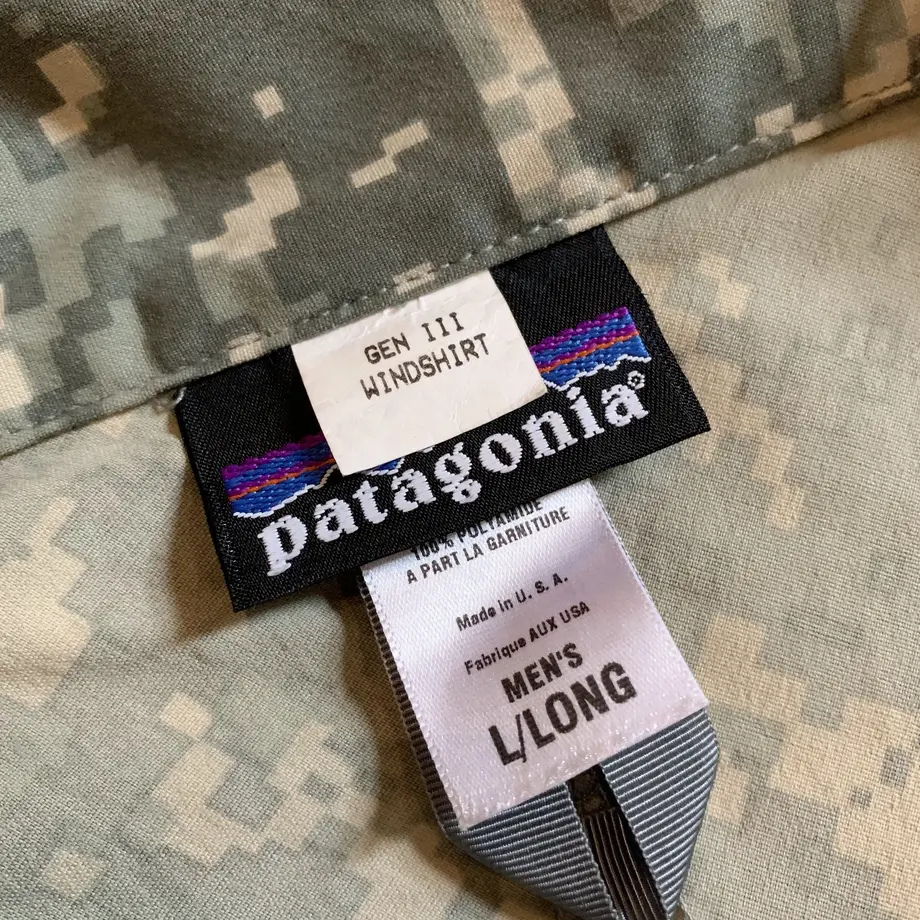 GEN III
WINDSHIRT
patagonia®
100% POLYAMIDE
A PART LA GARNITURE
Made in U. S. A.
Fabrique AUX USA
MEN'S
L/LONG